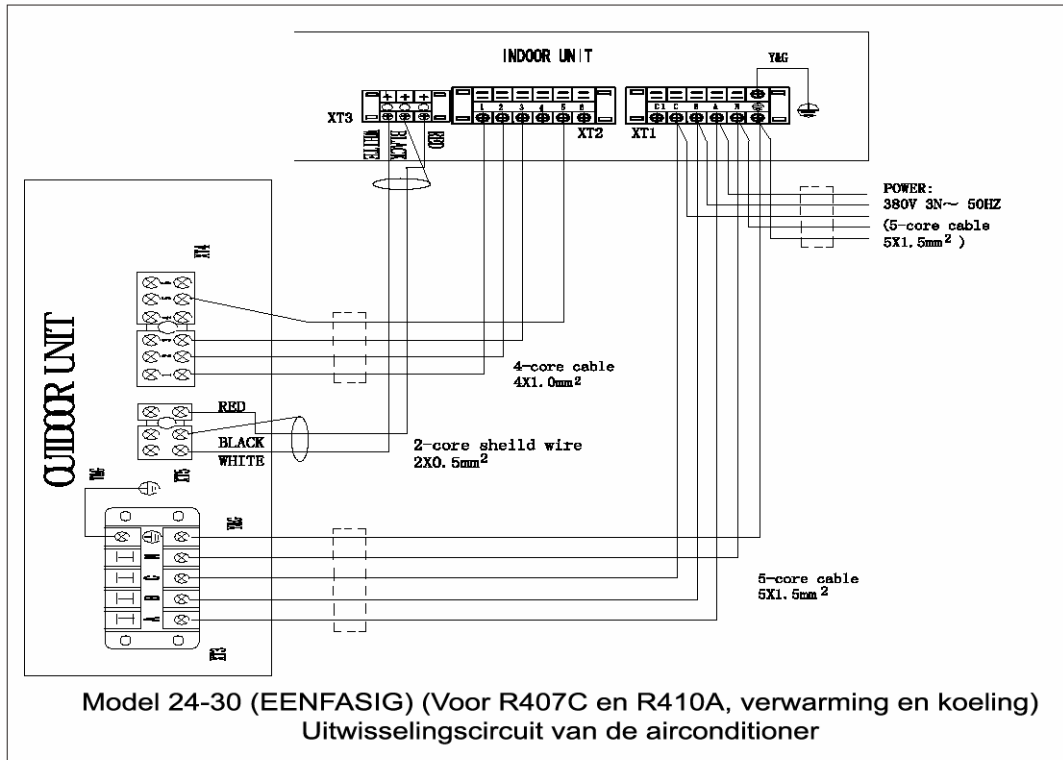 INDOOR UNIT
Y&G
C1 C B A N
1 2 3 4 5 6
XT3
XT2
XT1
WHITE
BLACK
RED
POWER:
380V 3N～ 50HZ
(5-core cable
5X1.5mm² )
XT4
OUIDOOR UNIT
4-core cable
4X1.0mm²
RED
BLACK
WHITE
2-core sheild wire
2X0.5mm²
Y&G
Y&G
N
C
B
A
5-core cable
5X1.5mm²
Model 24-30 (EENFASIG) (Voor R407C en R410A, verwarming en koeling)
Uitwisselingscircuit van de airconditioner